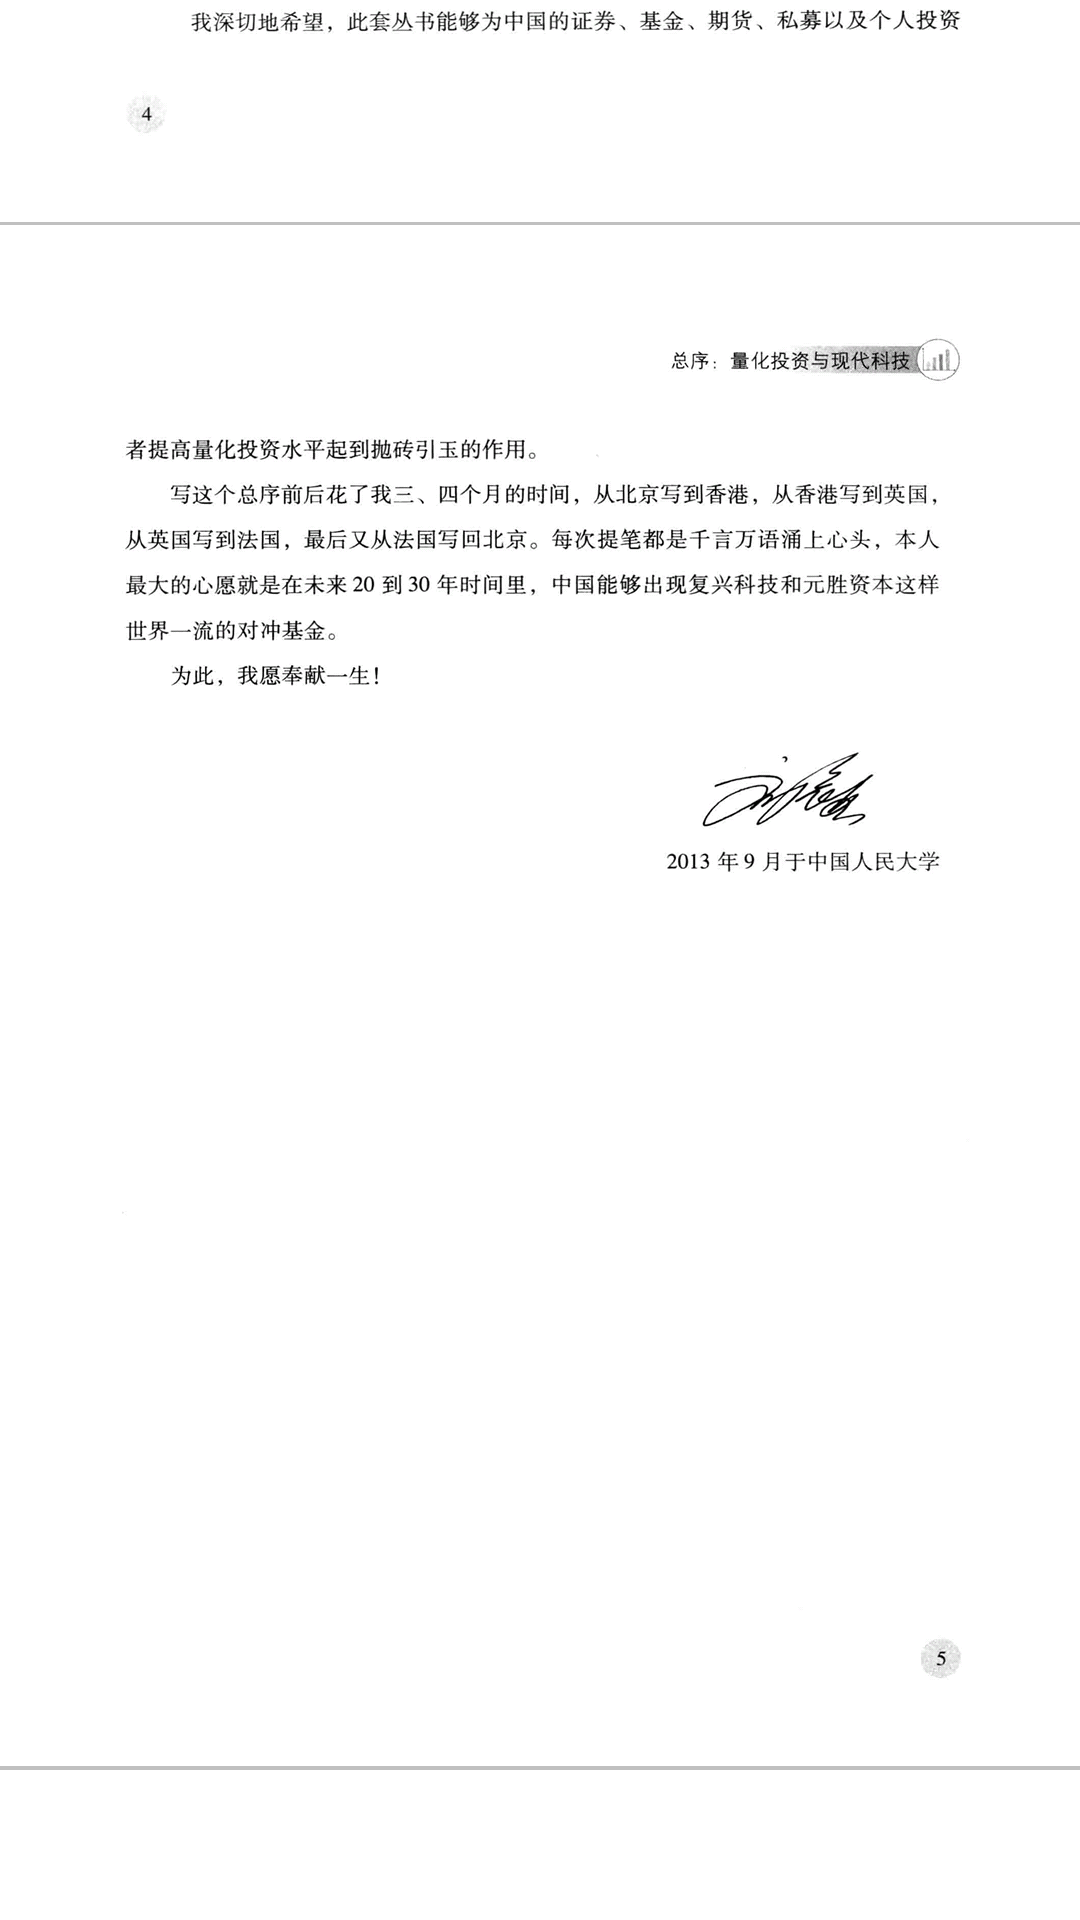 我深切地希望，此套丛书能够为中国的证券、基金、期货、私募以及个人投资
4
总序：量化投资与现代科技
者提高量化投资水平起到抛砖引玉的作用。
写这个总序前后花了我三、四个月的时间，从北京写到香港，从香港写到英国，
从英国写到法国，最后又从法国写回北京。每次提笔都是千言万语涌上心头，本人
最大的心愿就是在未来 20 到 30 年时间里，中国能够出现复兴科技和元胜资本这样
世界一流的对冲基金。
为此，我愿奉献一生！
2013 年 9 月于中国人民大学
5